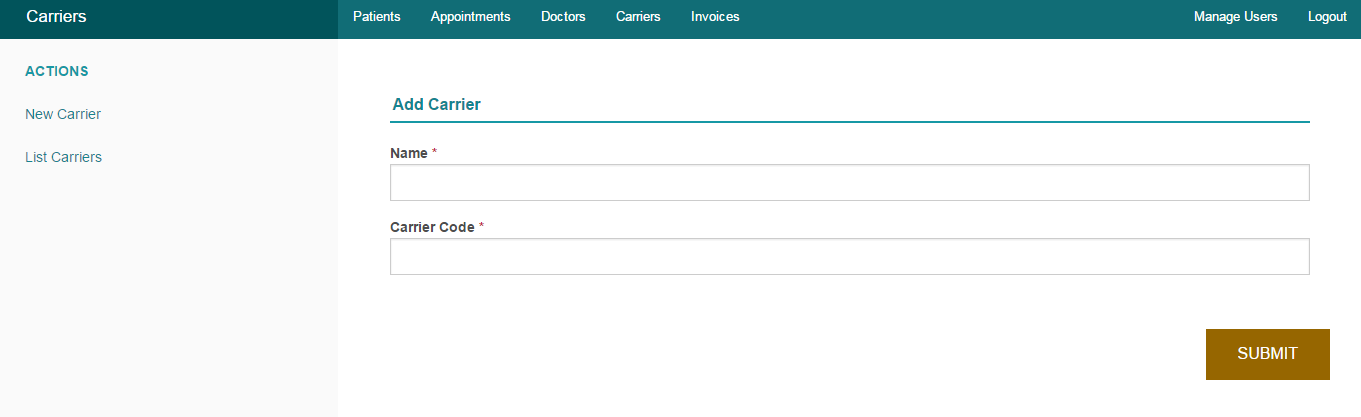 Carriers Patients Appointments Doctors Carriers Invoices Manage Users Logout
ACTIONS
New Carrier
List Carriers
Add Carrier
Name *
Carrier Code *
SUBMIT